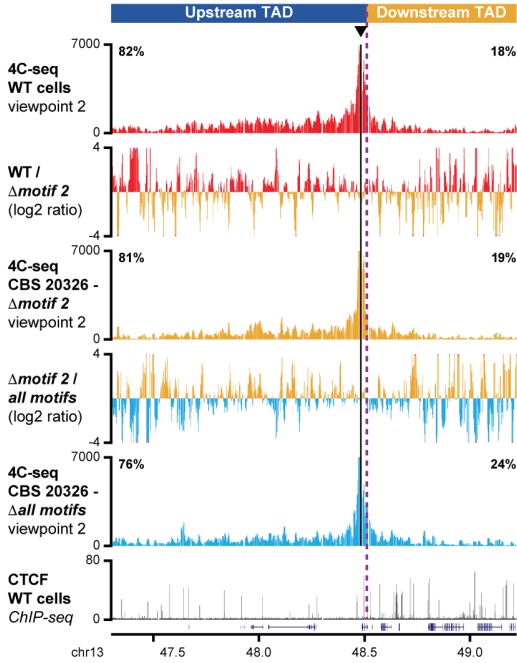 Upstream TAD Downstream TAD
7000
82%
18%
4C-seq
WT cells
viewpoint 2
0
4
WT /
Δmotif 2
(log2 ratio)
-4
7000
81%
19%
4C-seq
CBS 20326 -
Δmotif 2
viewpoint 2
0
4
Δmotif 2 /
all motifs
(log2 ratio)
-4
7000
76%
24%
4C-seq
CBS 20326 -
Δall motifs
viewpoint 2
0
80
CTCF
WT cells
ChIP-seq
0
chr13 47.5 48.0 48.5 49.0